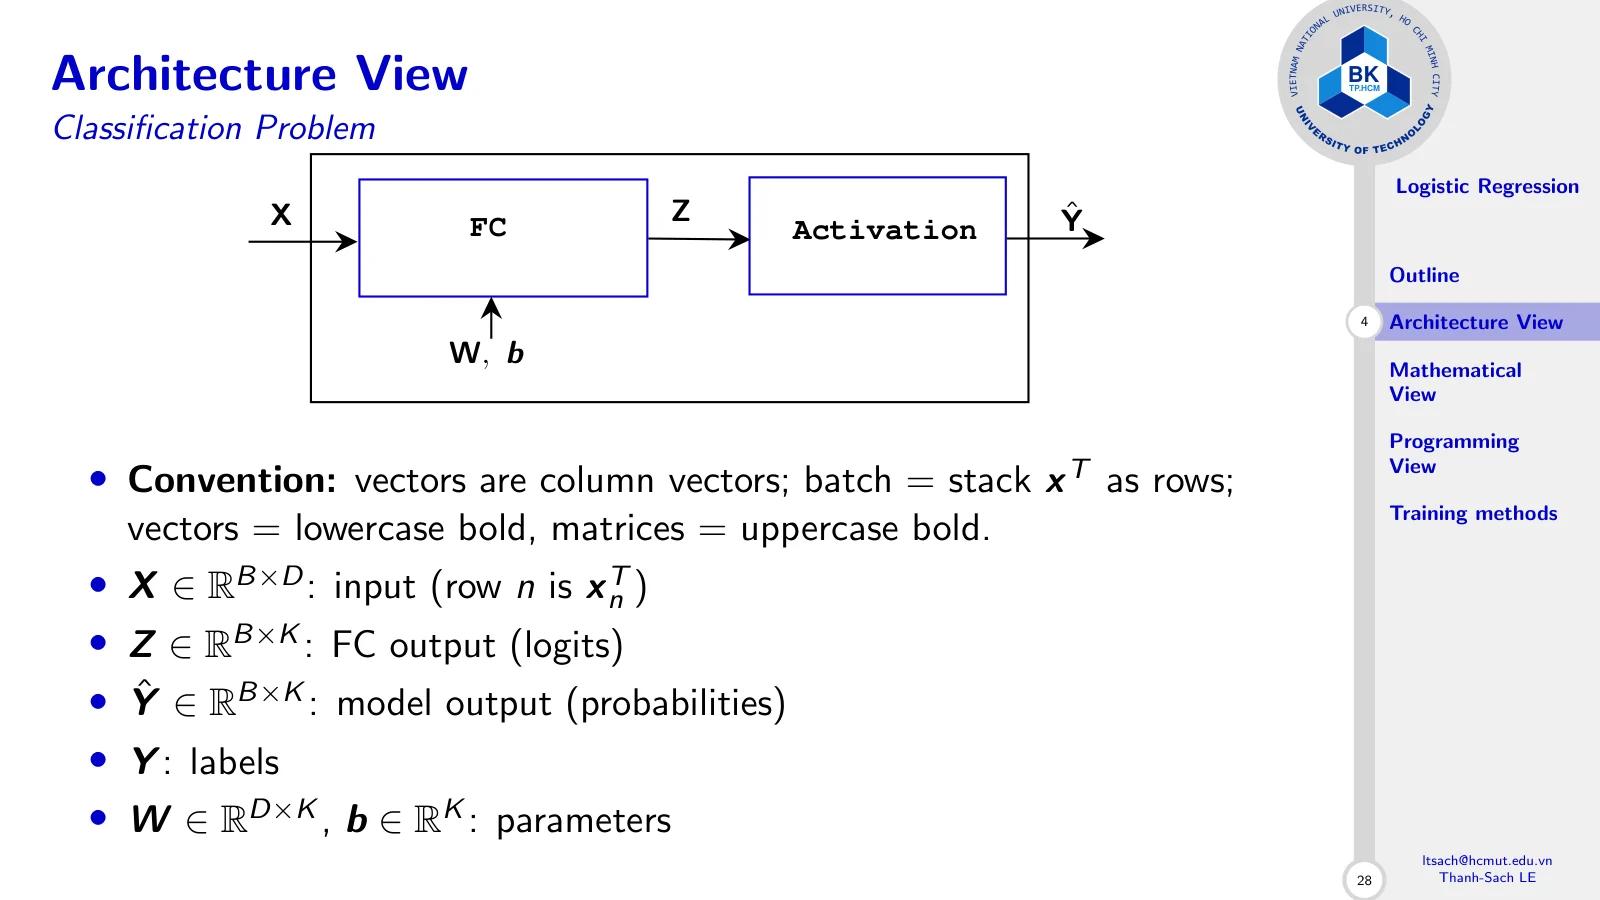 Architecture View
Classification Problem
X
FC
Z
Activation
Ŷ
W, b
• Convention: vectors are column vectors; batch = stack xᵀ as rows;
vectors = lowercase bold, matrices = uppercase bold.
• X ∈ ℝ^{B×D}: input (row n is x_n^T)
• Z ∈ ℝ^{B×K}: FC output (logits)
• Ŷ ∈ ℝ^{B×K}: model output (probabilities)
• Y: labels
• W ∈ ℝ^{D×K}, b ∈ ℝ^K: parameters
VIETNAM NATIONAL UNIVERSITY, HO CHI MINH CITY
BK
TP.HCM
UNIVERSITY OF TECHNOLOGY
Logistic Regression
Outline
4
Architecture View
Mathematical
View
Programming
View
Training methods
ltsach@hcmut.edu.vn
Thanh-Sach LE
28